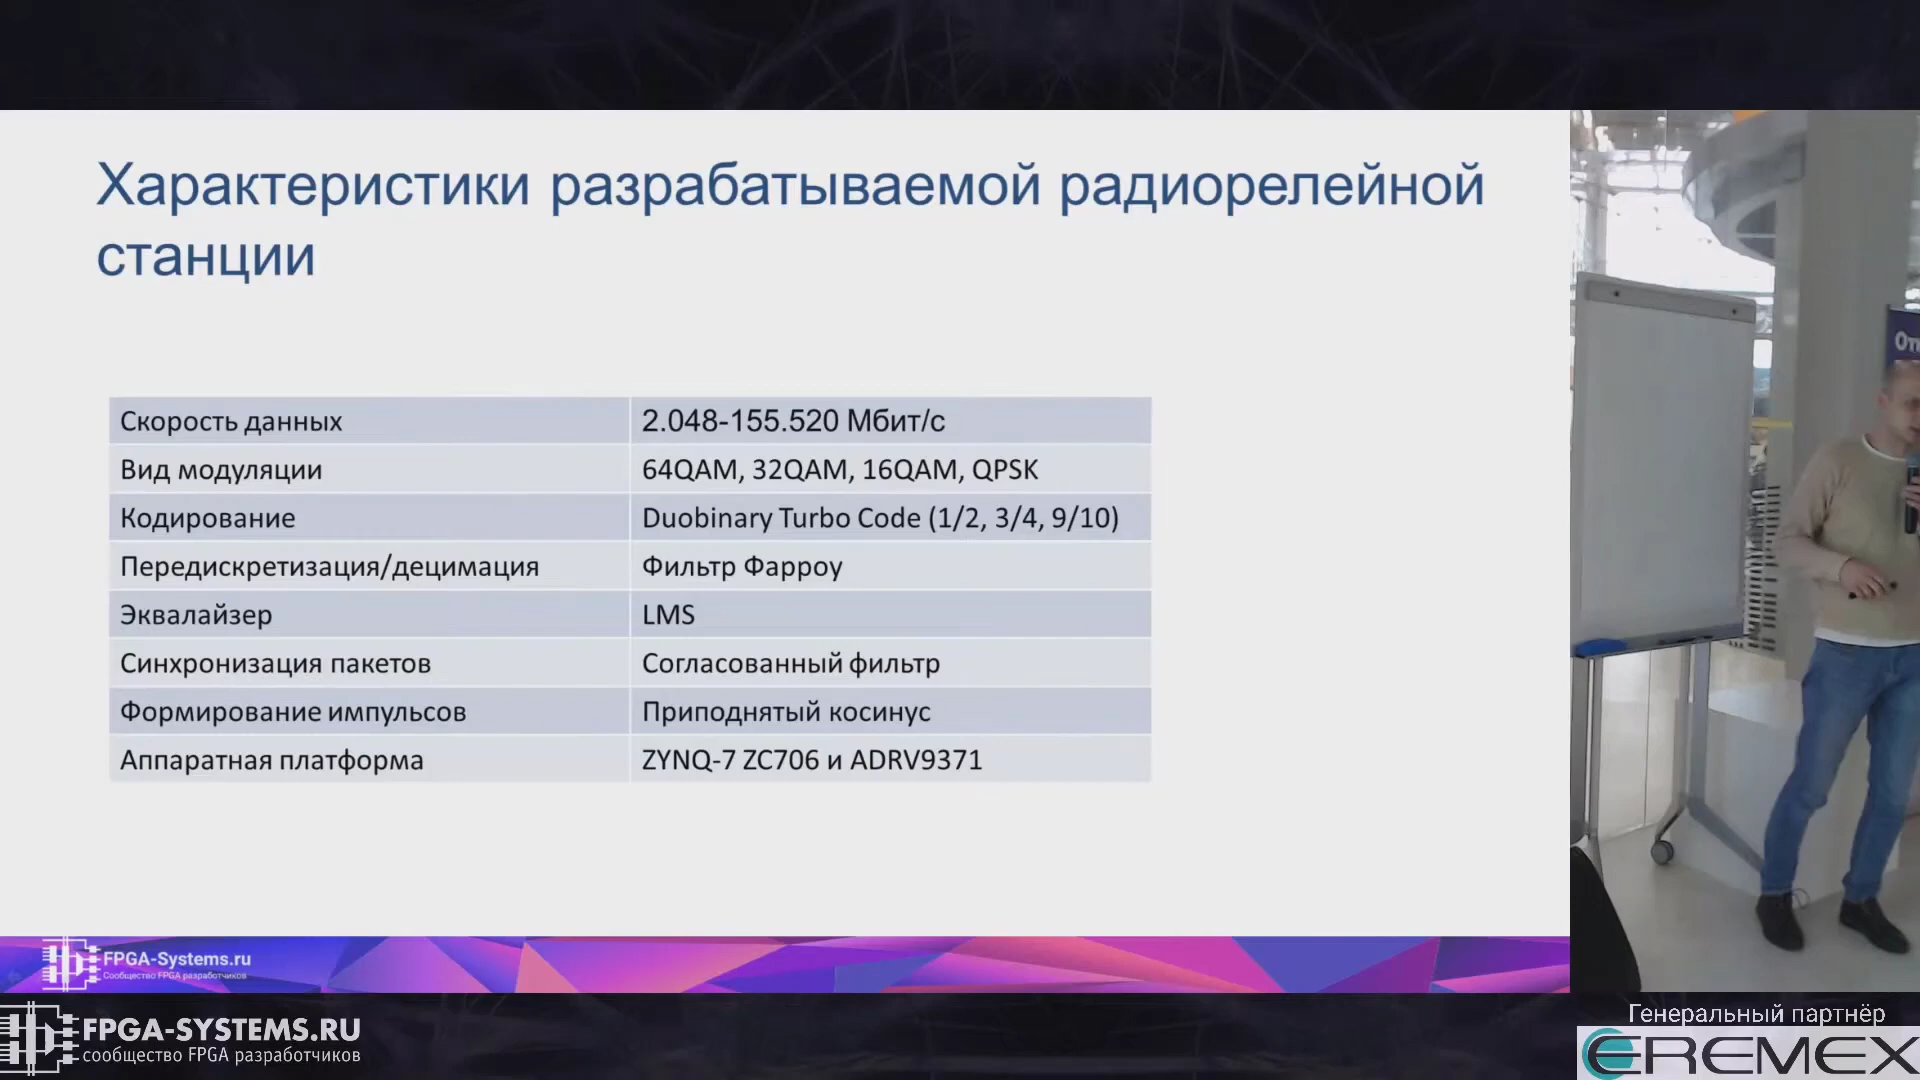 Характеристики разрабатываемой радиорелейной
станции
Скорость данных 2.048-155.520 Мбит/с
Вид модуляции 64QAM, 32QAM, 16QAM, QPSK
Кодирование Duobinary Turbo Code (1/2, 3/4, 9/10)
Передискретизация/децимация Фильтр Фарроу
Эквалайзер LMS
Синхронизация пакетов Согласованный фильтр
Формирование импульсов Приподнятый косинус
Аппаратная платформа ZYNQ-7 ZC706 и ADRV9371
FPGA-Systems.ru
Сообщество FPGA разработчиков
FPGA-SYSTEMS.RU
сообщество FPGA разработчиков
Генеральный партнёр
EREMEX